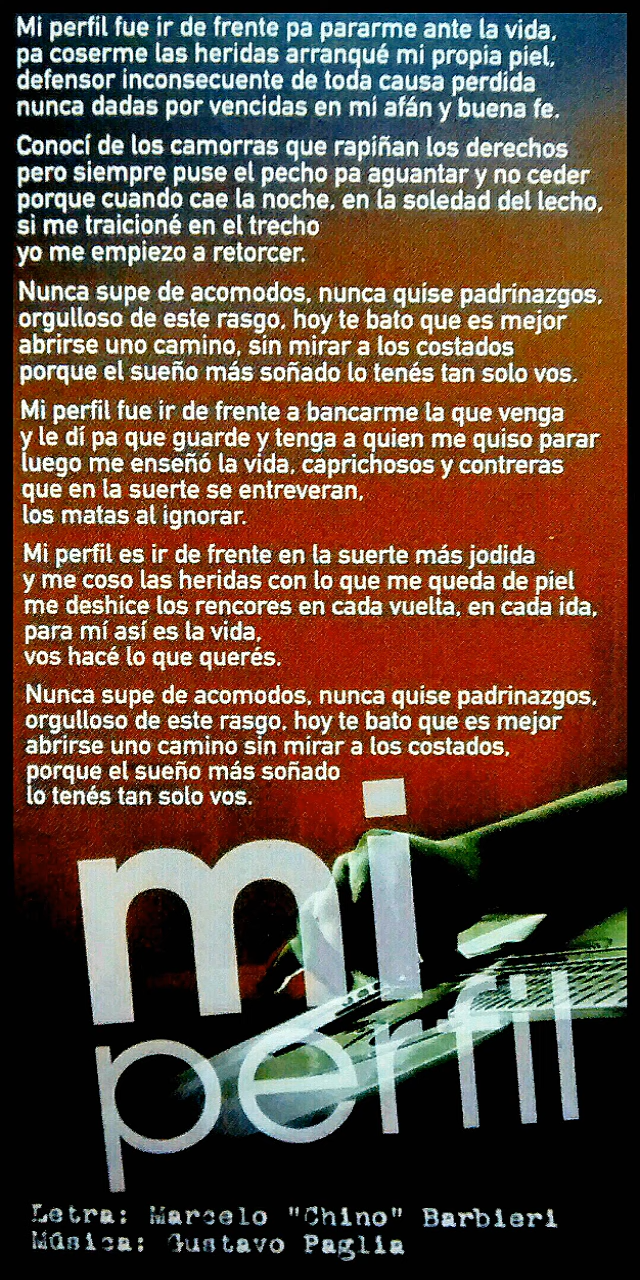 Mi perfil fue ir de frente pa pararme ante la vida,
pa coserme las heridas arranqué mi propia piel,
defensor inconsecuente de toda causa perdida
nunca dadas por vencidas en mi afán y buena fe.
Conocí de los camorras que rapiñan los derechos
pero siempre puse el pecho pa aguantar y no ceder
porque cuando cae la noche, en la soledad del lecho,
si me traicioné en el trecho
yo me empiezo a retorcer.
Nunca supe de acomodos, nunca quise padrinazgos,
orgulloso de este rasgo, hoy te bato que es mejor
abrirse uno camino, sin mirar a los costados
porque el sueño más soñado lo tenés tan solo vos.
Mi perfil fue ir de frente a bancarme la que venga
y le dí pa que guarde y tenga a quien me quiso parar
luego me enseñó la vida, caprichosos y contreras
que en la suerte se entreveran,
los matas al ignorar.
Mi perfil es ir de frente en la suerte más jodida
y me coso las heridas con lo que me queda de piel
me deshice los rencores en cada vuelta, en cada ida,
para mí así es la vida,
vos hacé lo que querés.
Nunca supe de acomodos, nunca quise padrinazgos,
orgulloso de este rasgo, hoy te bato que es mejor
abrirse uno camino sin mirar a los costados,
porque el sueño más soñado
lo tenés tan solo vos.
mi
perfil
Letra: Marcelo "Chino" Barbieri
Música: Gustavo Paglia